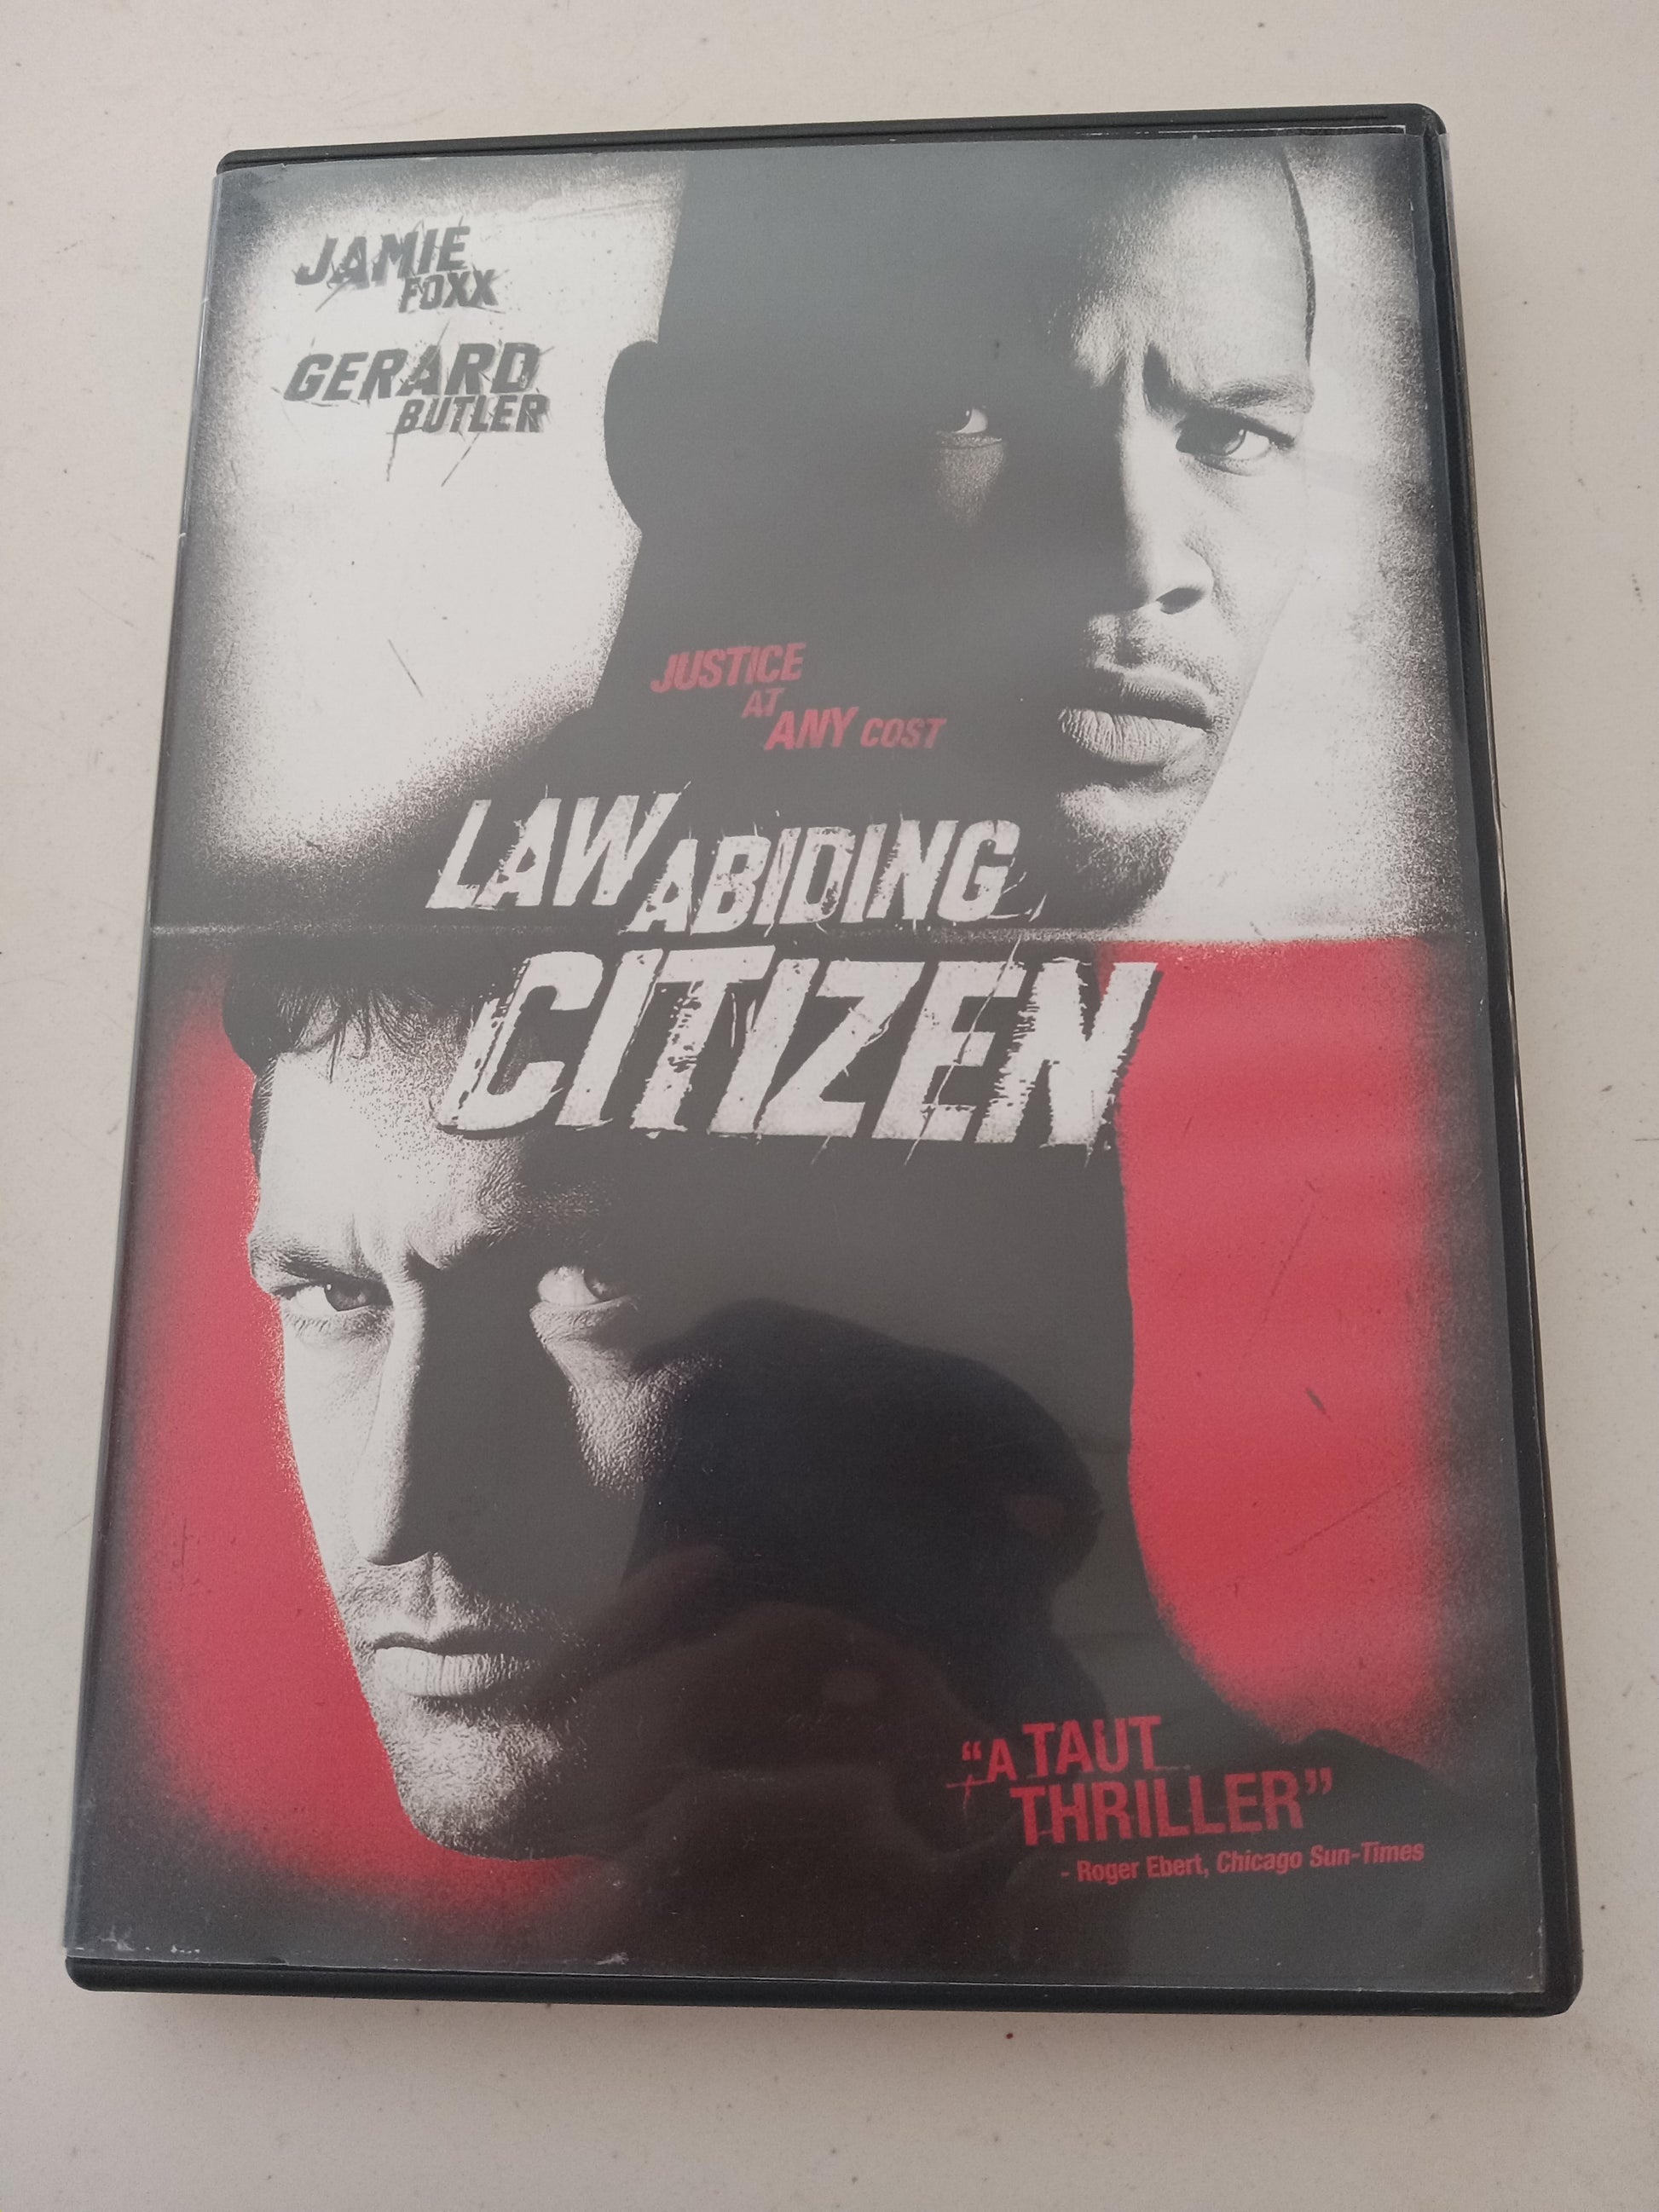 JAMIE
FOXX
GERARD
BUTLER
JUSTICE
AT
ANY COST
LAW ABIDING
CITIZEN
“A TAUT
THRILLER”
- Roger Ebert, Chicago Sun-Times